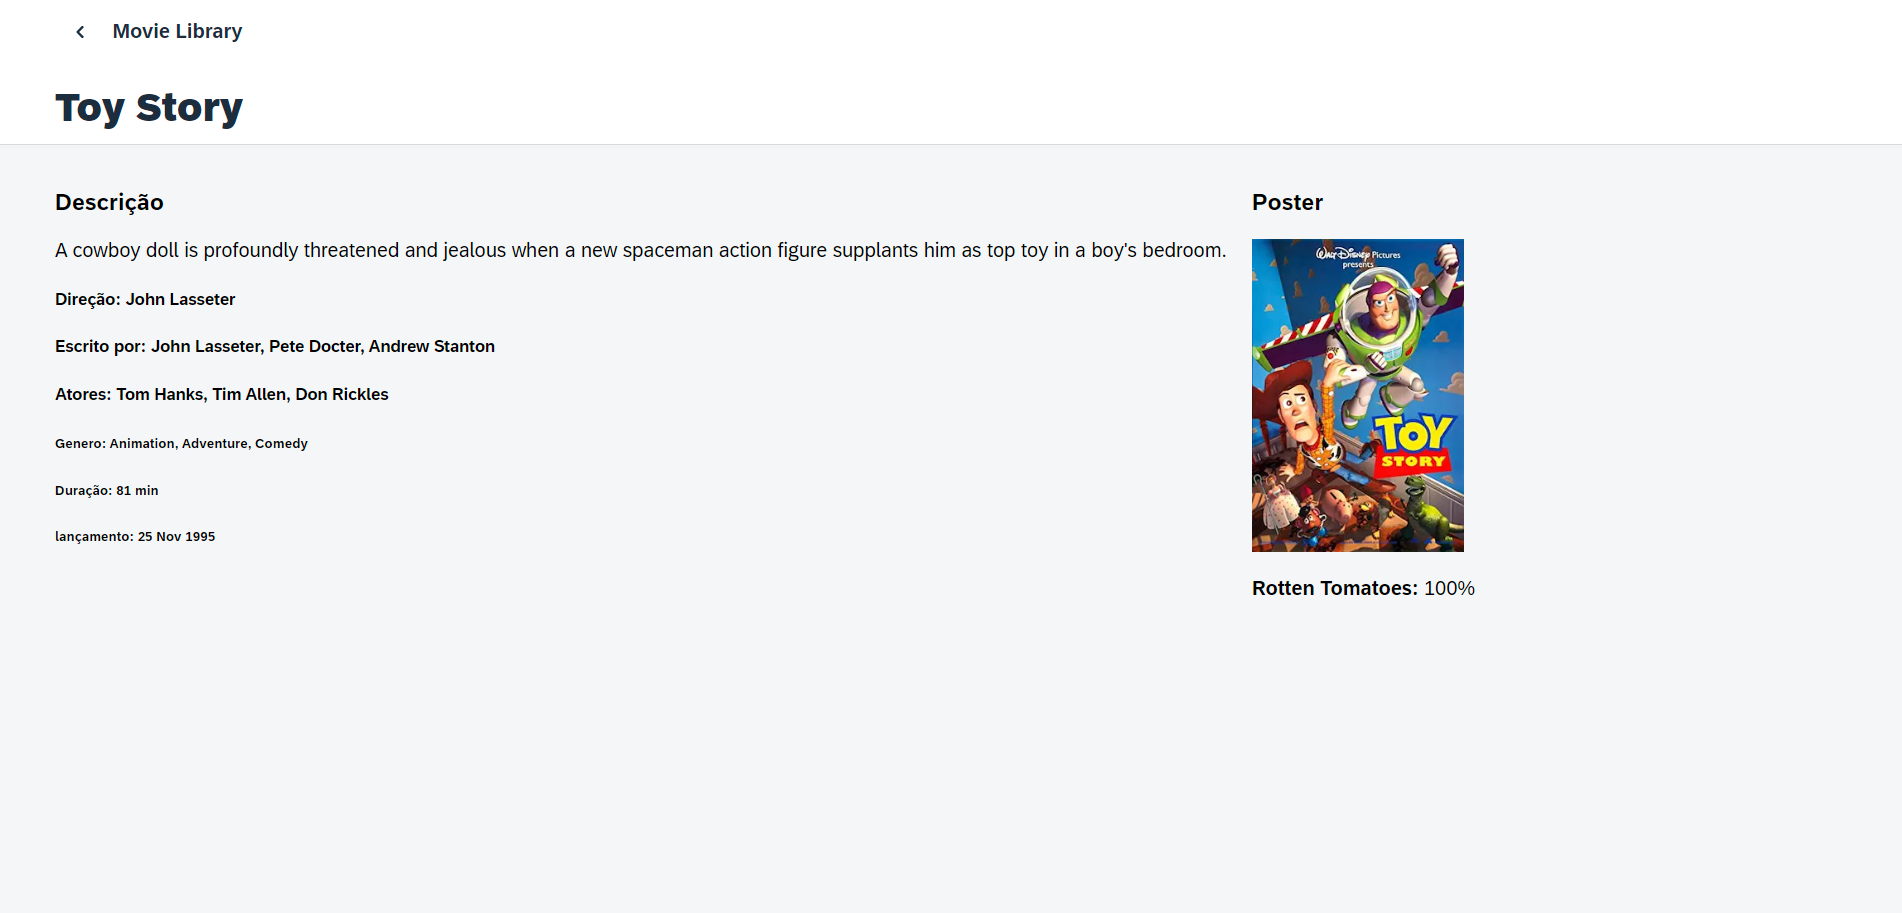 Movie Library
Toy Story
Descrição
A cowboy doll is profoundly threatened and jealous when a new spaceman action figure supplants him as top toy in a boy's bedroom.
Direção: John Lasseter
Escrito por: John Lasseter, Pete Docter, Andrew Stanton
Atores: Tom Hanks, Tim Allen, Don Rickles
Genero: Animation, Adventure, Comedy
Duração: 81 min
lançamento: 25 Nov 1995
Poster
Walt Disney Pictures
presents
TOY
STORY
Rotten Tomatoes: 100%